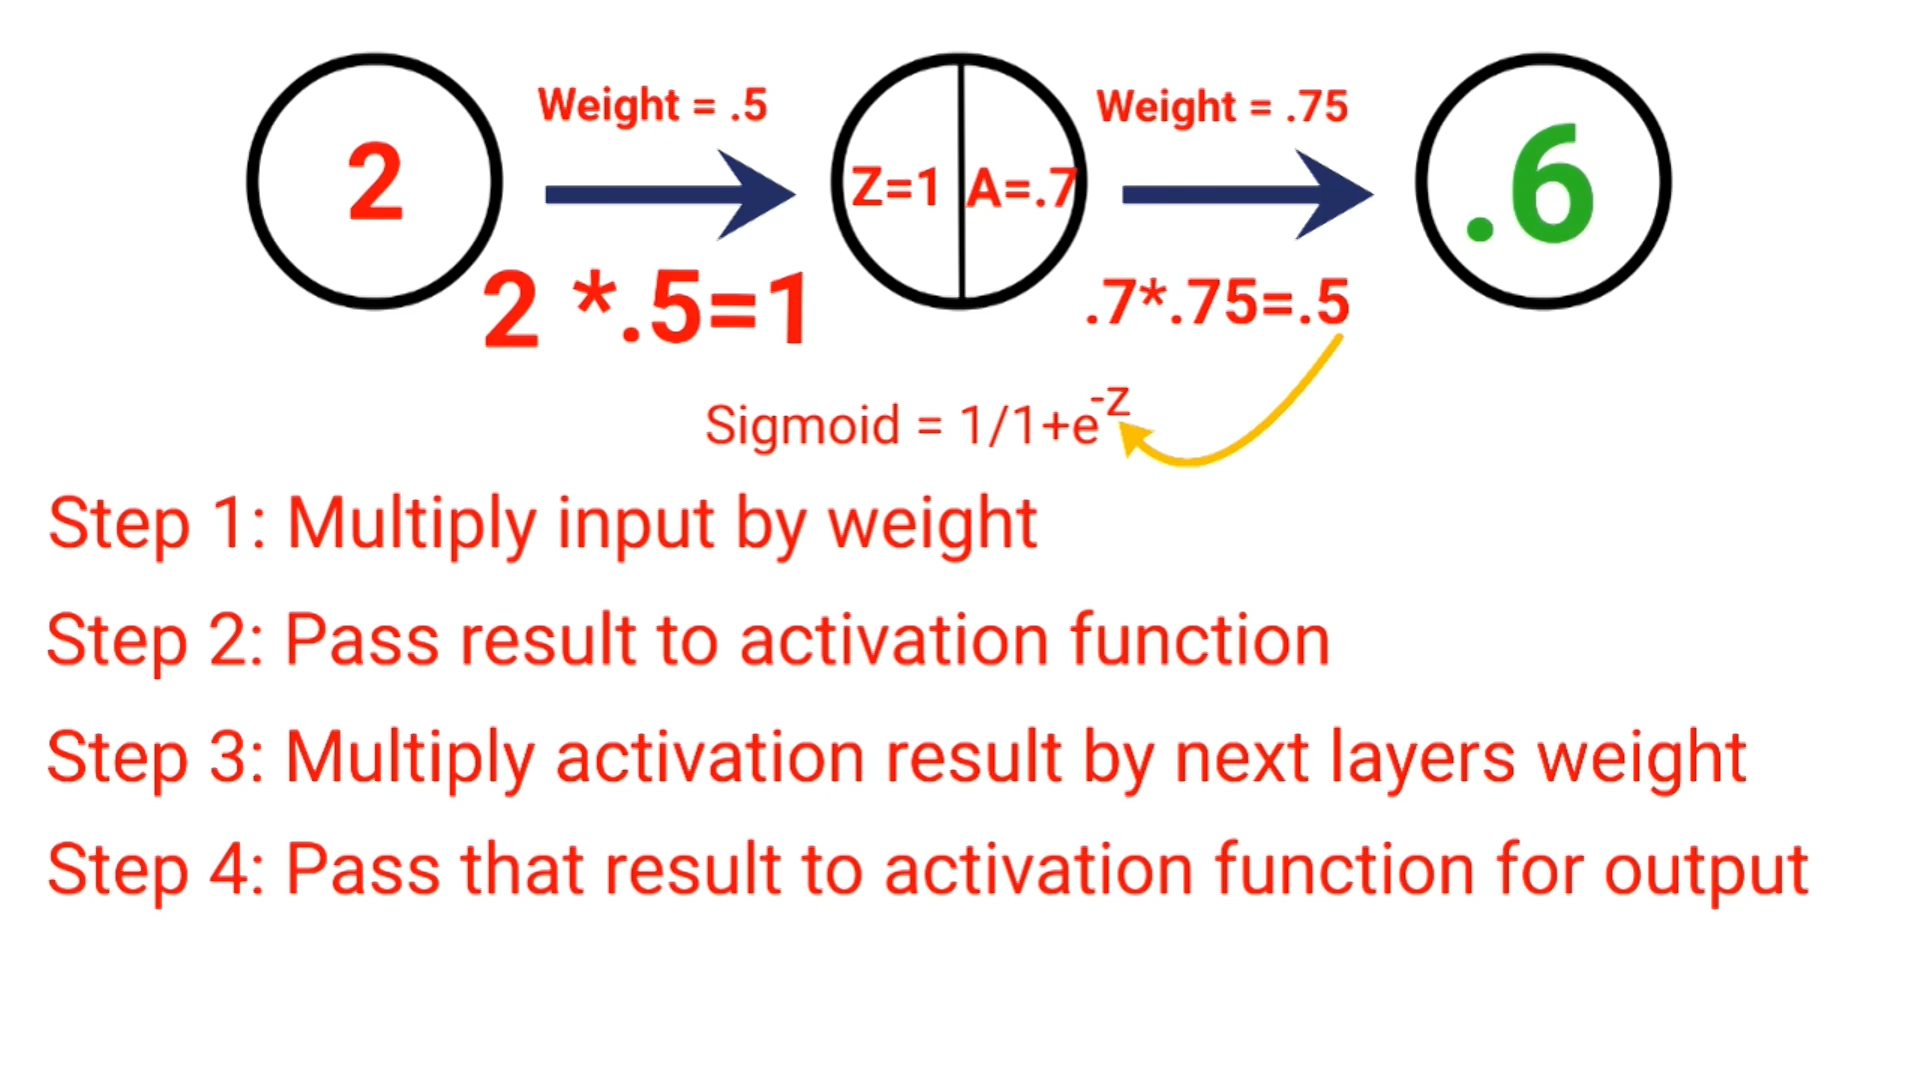 Weight = .5
Weight = .75
2
Z=1
A=.7
.6
2 *.5=1
.7*.75=.5
Sigmoid = 1/1+e-z
Step 1: Multiply input by weight
Step 2: Pass result to activation function
Step 3: Multiply activation result by next layers weight
Step 4: Pass that result to activation function for output